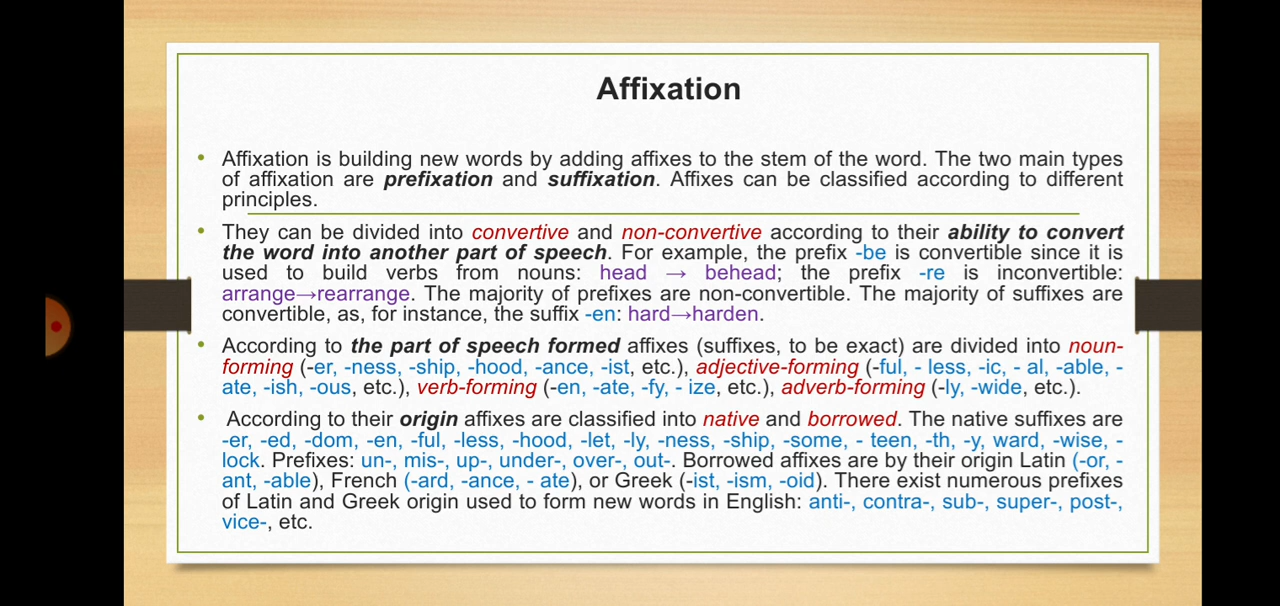 Affixation
• Affixation is building new words by adding affixes to the stem of the word. The two main types
of affixation are prefixation and suffixation. Affixes can be classified according to different
principles.
• They can be divided into convertive and non-convertive according to their ability to convert
the word into another part of speech. For example, the prefix -be is convertible since it is
used to build verbs from nouns: head → behead; the prefix -re is inconvertible:
arrange→rearrange. The majority of prefixes are non-convertible. The majority of suffixes are
convertible, as, for instance, the suffix -en: hard→harden.
• According to the part of speech formed affixes (suffixes, to be exact) are divided into noun-
forming (-er, -ness, -ship, -hood, -ance, -ist, etc.), adjective-forming (-ful, - less, -ic, - al, -able, -
ate, -ish, -ous, etc.), verb-forming (-en, -ate, -fy, - ize, etc.), adverb-forming (-ly, -wide, etc.).
• According to their origin affixes are classified into native and borrowed. The native suffixes are
-er, -ed, -dom, -en, -ful, -less, -hood, -let, -ly, -ness, -ship, -some, - teen, -th, -y, ward, -wise, -
lock. Prefixes: un-, mis-, up-, under-, over-, out-. Borrowed affixes are by their origin Latin (-or, -
ant, -able), French (-ard, -ance, - ate), or Greek (-ist, -ism, -oid). There exist numerous prefixes
of Latin and Greek origin used to form new words in English: anti-, contra-, sub-, super-, post-,
vice-, etc.